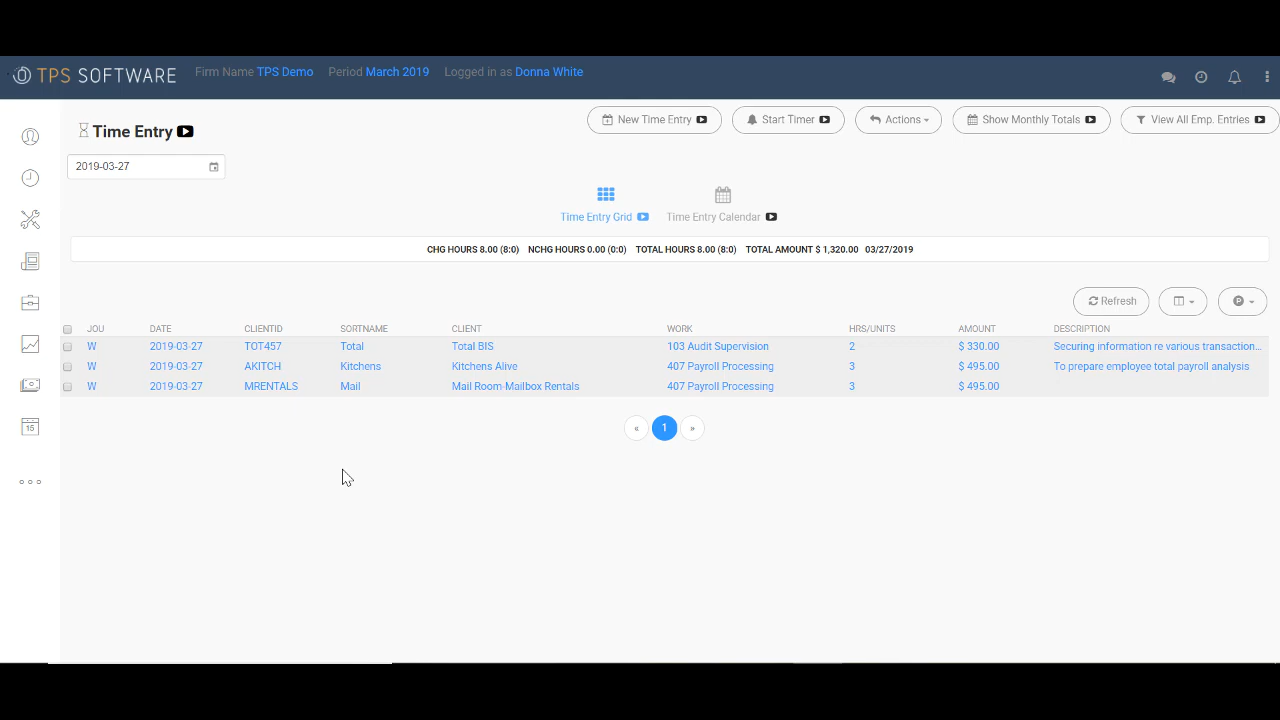 TPS SOFTWARE Firm Name TPS Demo Period March 2019 Logged in as Donna White
Time Entry New Time Entry Start Timer Actions Show Monthly Totals View All Emp. Entries
2019-03-27
Time Entry Grid Time Entry Calendar
CHG HOURS 8.00 (8:0) NCHG HOURS 0.00 (0:0) TOTAL HOURS 8.00 (8:0) TOTAL AMOUNT $ 1,320.00 03/27/2019
Refresh P
JOU DATE CLIENTID SORTNAME CLIENT WORK HRS/UNITS AMOUNT DESCRIPTION
W 2019-03-27 TOT457 Total Total BIS 103 Audit Supervision 2 $ 330.00 Securing information re various transaction...
W 2019-03-27 AKITCH Kitchens Kitchens Alive 407 Payroll Processing 3 $ 495.00 To prepare employee total payroll analysis
W 2019-03-27 MRENTALS Mail Mail Room-Mailbox Rentals 407 Payroll Processing 3 $ 495.00
« 1 »
15